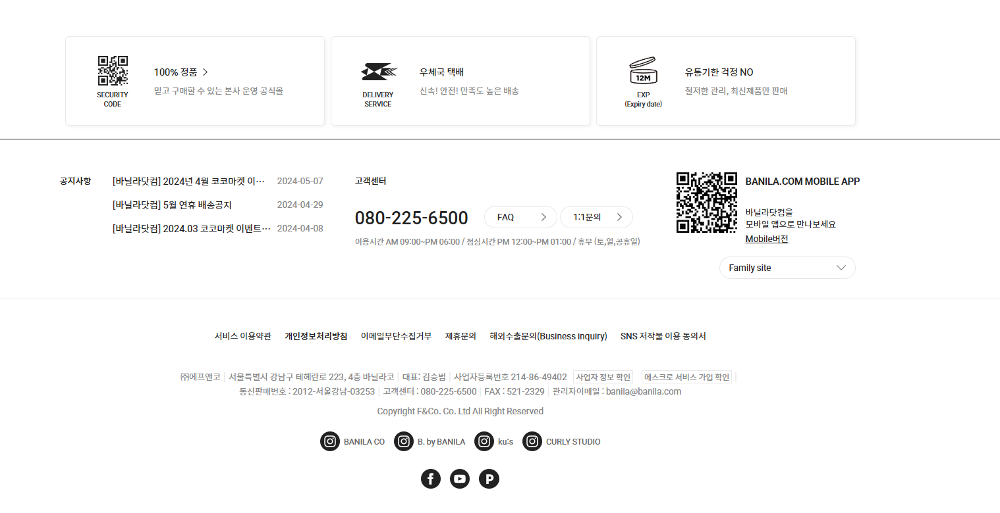 SECURITY
CODE
100% 정품
믿고 구매할 수 있는 본사 운영 공식몰
DELIVERY
SERVICE
우체국 택배
신속! 안전! 만족도 높은 배송
12M
EXP
(Expiry date)
유통기한 걱정 NO
철저한 관리, 최신제품만 판매
공지사항
[바닐라닷컴] 2024년 4월 코코마켓 이… 2024-05-07
[바닐라닷컴] 5월 연휴 배송공지 2024-04-29
[바닐라닷컴] 2024.03 코코마켓 이벤트… 2024-04-08
고객센터
080-225-6500 FAQ 1:1문의
이용시간 AM 09:00~PM 06:00 / 점심시간 PM 12:00~PM 01:00 / 휴무 (토,일,공휴일)
BANILA.COM MOBILE APP
바닐라닷컴을
모바일 앱으로 만나보세요
Mobile버전
Family site
서비스 이용약관 개인정보처리방침 이메일무단수집거부 제휴문의 해외수출문의(Business inquiry) SNS 저작물 이용 동의서
㈜에프앤코 | 서울특별시 강남구 테헤란로 223, 4층 바닐라코 | 대표: 김승범 | 사업자등록번호 214-86-49402 사업자 정보 확인 에스크로 서비스 가입 확인 |
통신판매번호 : 2012-서울강남-03253 | 고객센터 : 080-225-6500 | FAX : 521-2329 | 관리자이메일 : banila@banila.com
Copyright F&Co. Co. Ltd All Right Reserved
BANILA CO B. by BANILA ku:s CURLY STUDIO